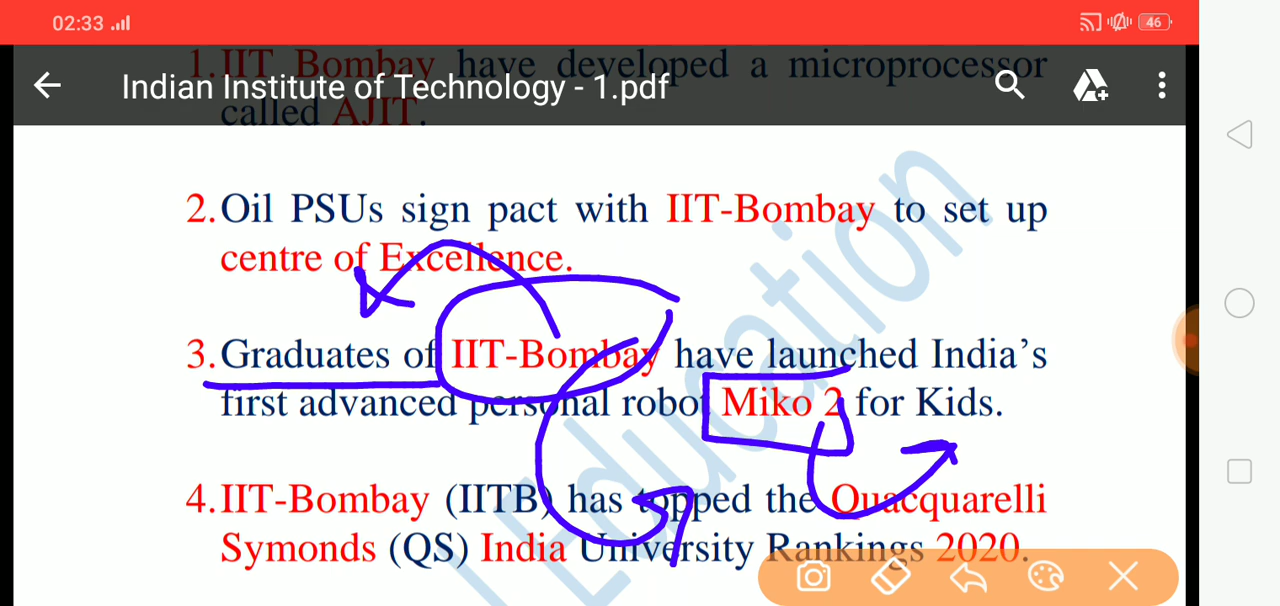 02:33
46
Indian Institute of Technology - 1.pdf
1. IIT Bombay have developed a microprocessor
called AJIT.
2. Oil PSUs sign pact with IIT-Bombay to set up
centre of Excellence.
3. Graduates of IIT-Bombay have launched India’s
first advanced personal robot Miko 2 for Kids.
4. IIT-Bombay (IITB) has topped the Quacquarelli
Symonds (QS) India University Rankings 2020.
Education